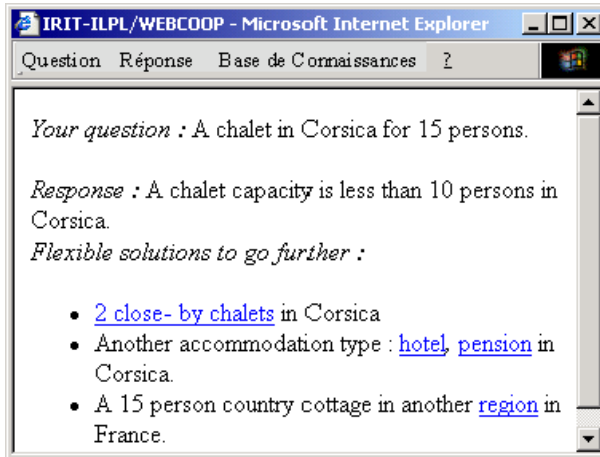 IRIT-ILPL/WEBCOOP - Microsoft Internet Explorer
Question Réponse Base de Connaissances ?
Your question : A chalet in Corsica for 15 persons.
Response : A chalet capacity is less than 10 persons in
Corsica.
Flexible solutions to go further :
• 2 close- by chalets in Corsica
• Another accommodation type : hotel, pension in
Corsica.
• A 15 person country cottage in another region in
France.